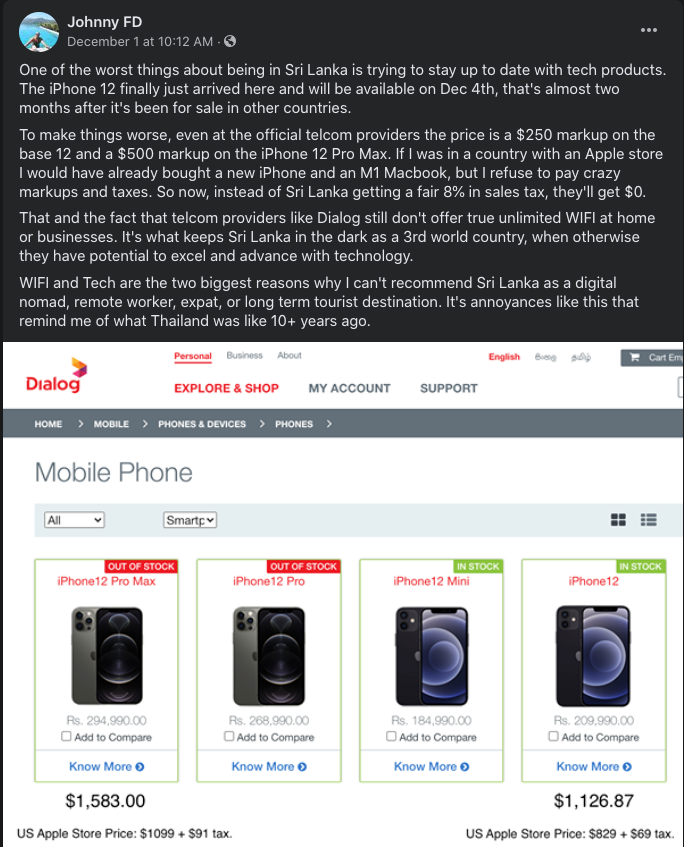 Johnny FD
December 1 at 10:12 AM ·
One of the worst things about being in Sri Lanka is trying to stay up to date with tech products.
The iPhone 12 finally just arrived here and will be available on Dec 4th, that's almost two
months after it's been for sale in other countries.
To make things worse, even at the official telcom providers the price is a $250 markup on the
base 12 and a $500 markup on the iPhone 12 Pro Max. If I was in a country with an Apple store
I would have already bought a new iPhone and an M1 Macbook, but I refuse to pay crazy
markups and taxes. So now, instead of Sri Lanka getting a fair 8% in sales tax, they'll get $0.
That and the fact that telcom providers like Dialog still don't offer true unlimited WIFI at home
or businesses. It's what keeps Sri Lanka in the dark as a 3rd world country, when otherwise
they have potential to excel and advance with technology.
WIFI and Tech are the two biggest reasons why I can't recommend Sri Lanka as a digital
nomad, remote worker, expat, or long term tourist destination. It's annoyances like this that
remind me of what Thailand was like 10+ years ago.
Dialog
Personal Business About
English සිංහල தமிழ் Cart Em
EXPLORE & SHOP MY ACCOUNT SUPPORT
HOME > MOBILE > PHONES & DEVICES > PHONES >
Mobile Phone
All Smartp
OUT OF STOCK OUT OF STOCK IN STOCK IN STOCK
iPhone12 Pro Max iPhone12 Pro iPhone12 Mini iPhone12
Rs. 294,990.00 Rs. 268,990.00 Rs. 184,990.00 Rs. 209,990.00
Add to Compare Add to Compare Add to Compare Add to Compare
Know More Know More Know More Know More
$1,583.00 $1,126.87
US Apple Store Price: $1099 + $91 tax. US Apple Store Price: $829 + $69 tax.